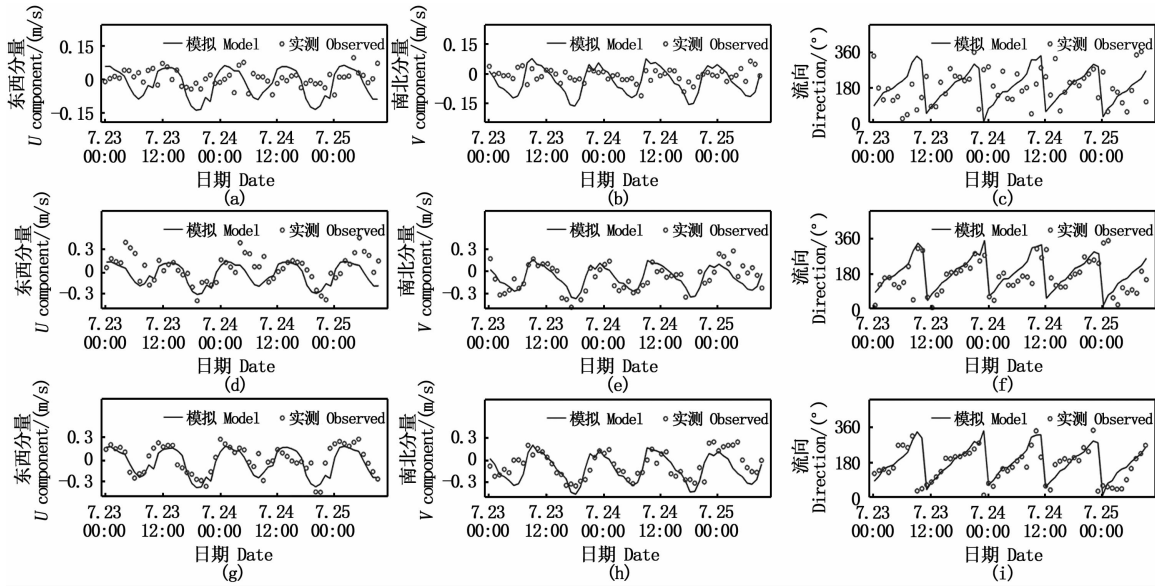 东西分量
U component/(m/s)
0.15
0
−0.15
模拟 Model
实测 Observed
7.23
00:00
7.23
12:00
7.24
00:00
7.24
12:00
7.25
00:00
日期 Date
(a)
南北分量
V component/(m/s)
0.15
0
−0.15
模拟 Model
实测 Observed
7.23
00:00
7.23
12:00
7.24
00:00
7.24
12:00
7.25
00:00
日期 Date
(b)
流向
Direction/(°)
360
180
0
模拟 Model
实测 Observed
7.23
00:00
7.23
12:00
7.24
00:00
7.24
12:00
7.25
00:00
日期 Date
(c)
东西分量
U component/(m/s)
0.3
0
−0.3
模拟 Model
实测 Observed
7.23
00:00
7.23
12:00
7.24
00:00
7.24
12:00
7.25
00:00
日期 Date
(d)
南北分量
V component/(m/s)
0.3
0
−0.3
模拟 Model
实测 Observed
7.23
00:00
7.23
12:00
7.24
00:00
7.24
12:00
7.25
00:00
日期 Date
(e)
流向
Direction/(°)
360
180
0
模拟 Model
实测 Observed
7.23
00:00
7.23
12:00
7.24
00:00
7.24
12:00
7.25
00:00
日期 Date
(f)
东西分量
U component/(m/s)
0.3
0
−0.3
模拟 Model
实测 Observed
7.23
00:00
7.23
12:00
7.24
00:00
7.24
12:00
7.25
00:00
日期 Date
(g)
南北分量
V component/(m/s)
0.3
0
−0.3
模拟 Model
实测 Observed
7.23
00:00
7.23
12:00
7.24
00:00
7.24
12:00
7.25
00:00
日期 Date
(h)
流向
Direction/(°)
360
180
0
模拟 Model
实测 Observed
7.23
00:00
7.23
12:00
7.24
00:00
7.24
12:00
7.25
00:00
日期 Date
(i)